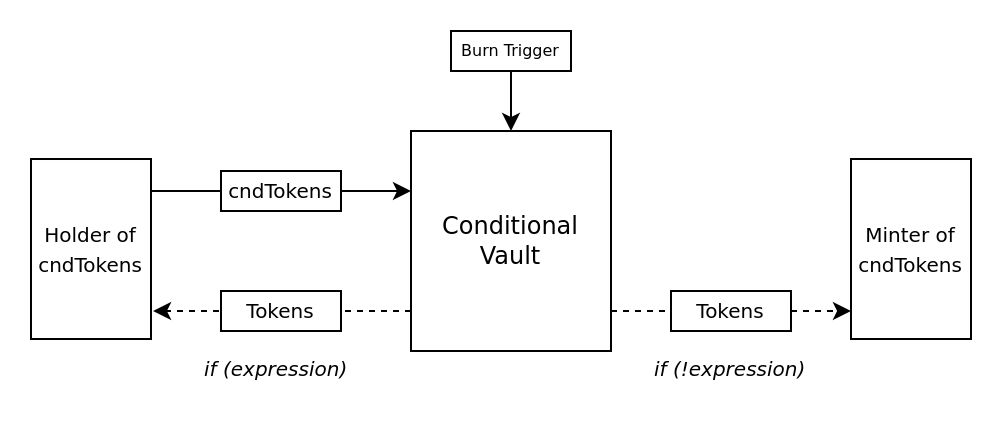 Burn Trigger
cndTokens
Conditional
Vault
Holder of
cndTokens
Minter of
cndTokens
Tokens
Tokens
if (expression)
if (!expression)